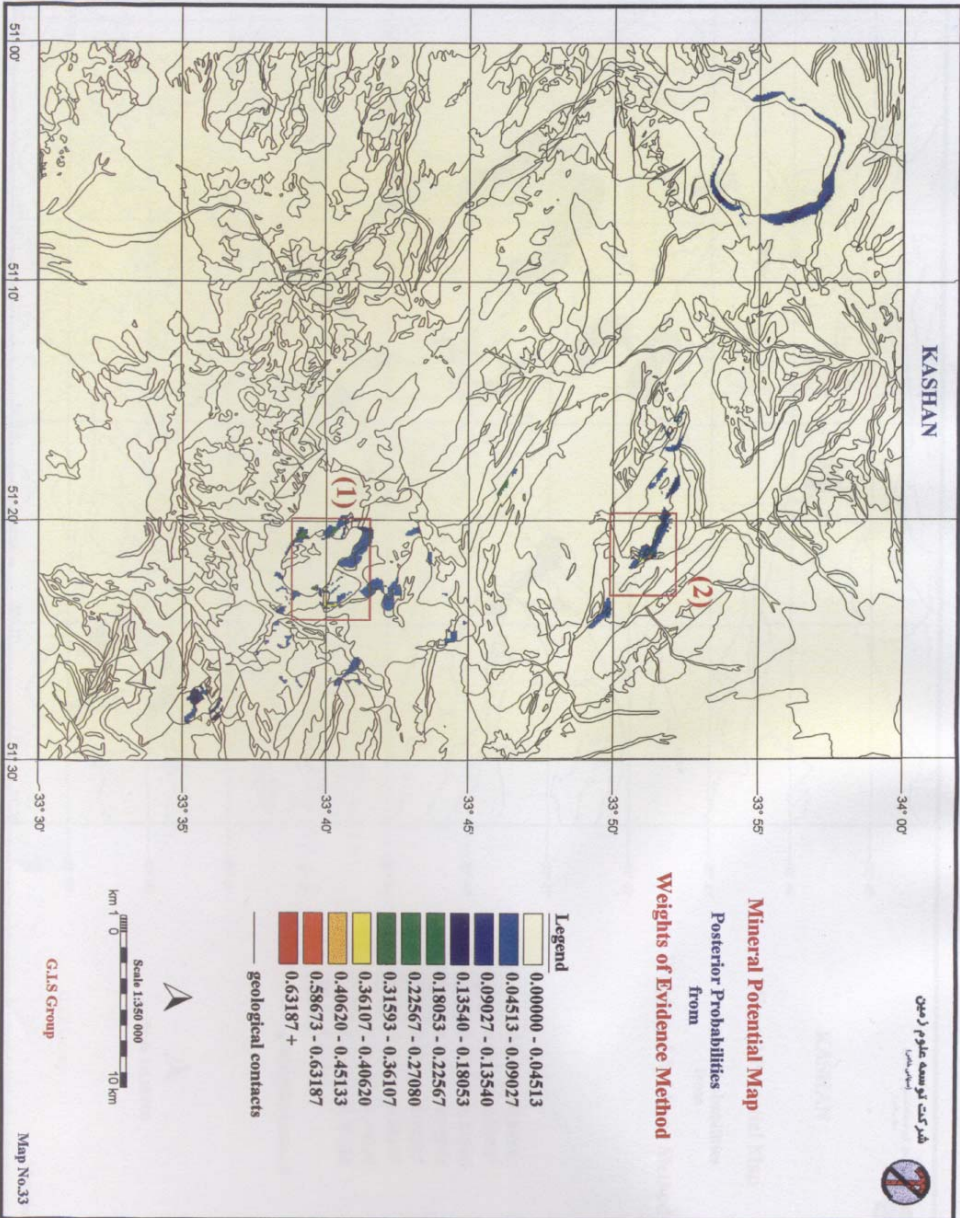 KASHAN
شرکت توسعه علوم زمین
(سهامی خاص)
Mineral Potential Map
Posterior Probabilities
from
Weights of Evidence Method
(1)
(2)
34° 00'
33° 55'
33° 50'
33° 45'
33° 40'
33° 35'
33° 30'
51° 00'
51° 10'
51° 20'
51° 30'
Legend
0.00000 - 0.04513
0.04513 - 0.09027
0.09027 - 0.13540
0.13540 - 0.18053
0.18053 - 0.22567
0.22567 - 0.27080
0.31593 - 0.36107
0.36107 - 0.40620
0.40620 - 0.45133
0.58673 - 0.63187
0.63187 +
geological contacts
Scale 1:350 000
km 1 0 10 km
G.I.S Group
Map No.33